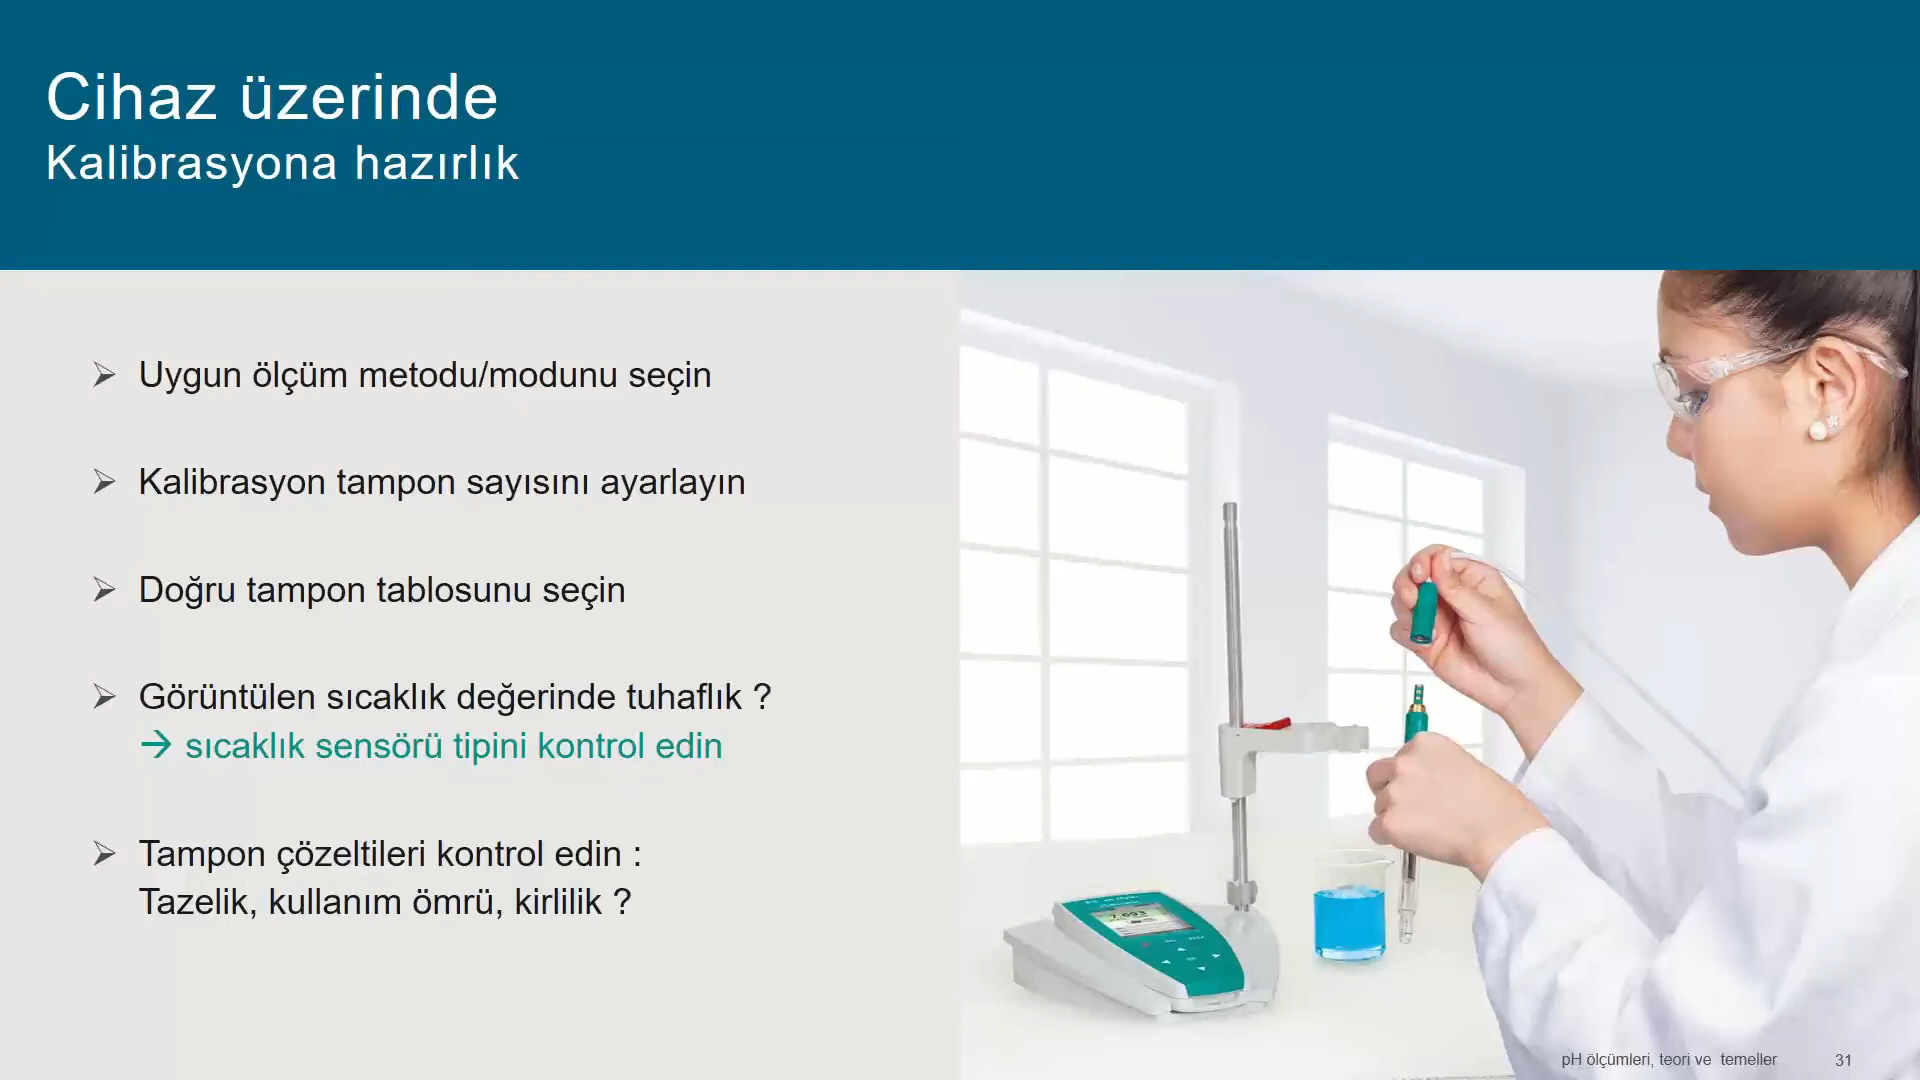 Cihaz üzerinde
Kalibrasyona hazırlık
➢ Uygun ölçüm metodu/modunu seçin
➢ Kalibrasyon tampon sayısını ayarlayın
➢ Doğru tampon tablosunu seçin
➢ Görüntülen sıcaklık değerinde tuhaflık ?
→ sıcaklık sensörü tipini kontrol edin
➢ Tampon çözeltileri kontrol edin :
Tazelik, kullanım ömrü, kirlilik ?
7.693
pH ölçümleri, teori ve temeller 31